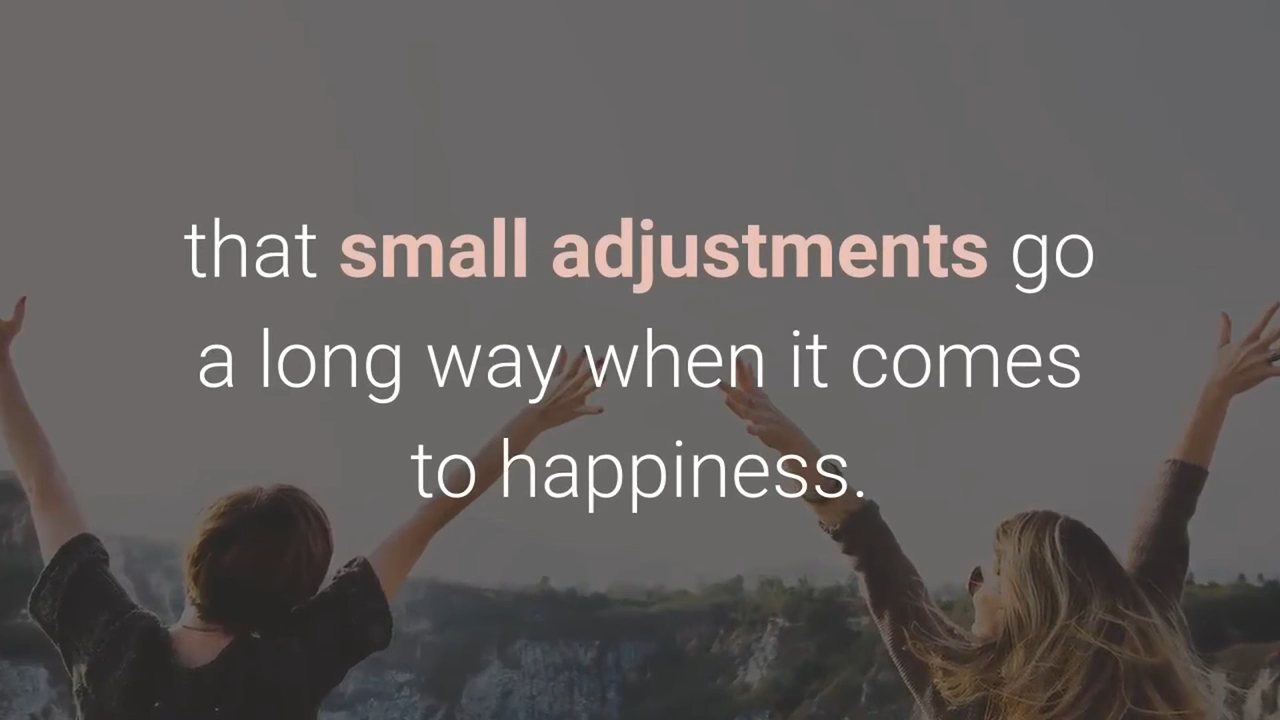 that small adjustments go
a long way when it comes
to happiness.